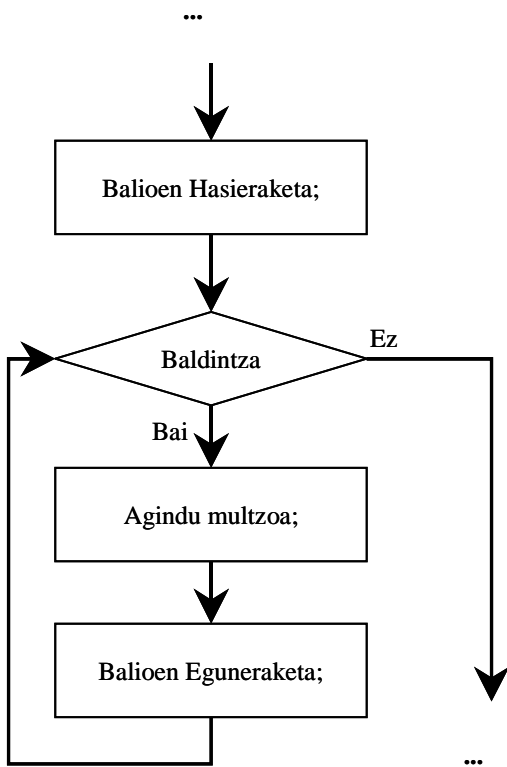 ...
Balioen Hasieraketa;
Baldintza
Ez
Bai
Agindu multzoa;
Balioen Eguneraketa;
...